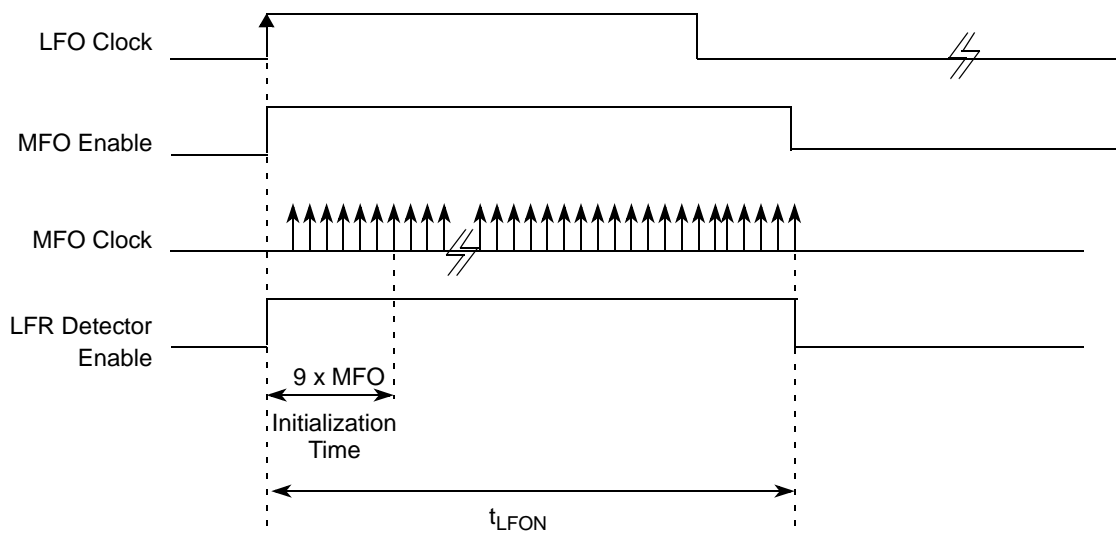 LFO Clock
MFO Enable
MFO Clock
LFR Detector
Enable
9 x MFO
Initialization
Time
tLFON